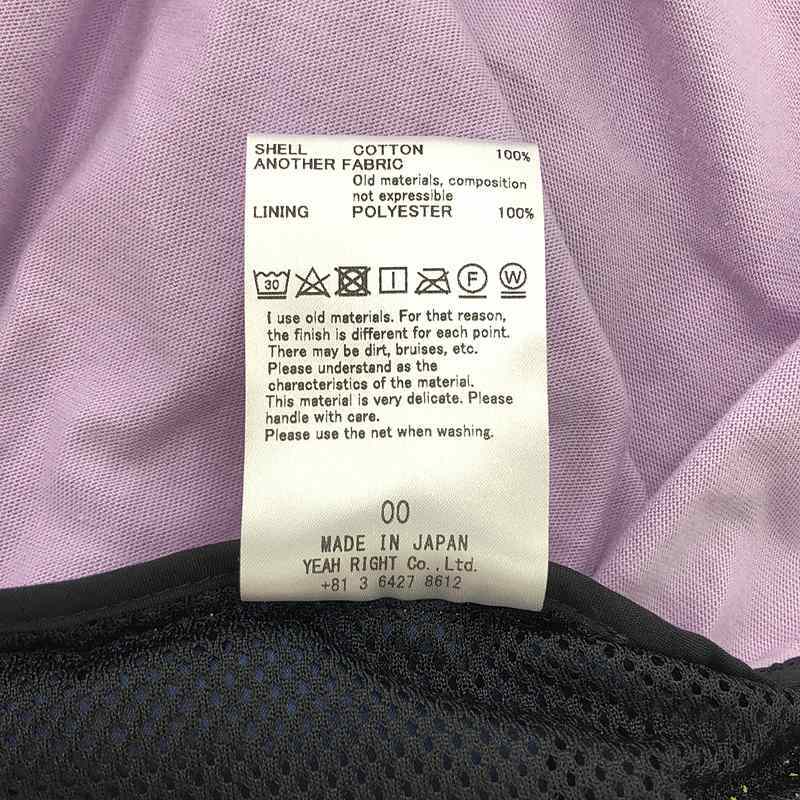 SHELL COTTON 100%
ANOTHER FABRIC
Old materials, composition
not expressible
LINING POLYESTER 100%
30 F W
I use old materials. For that reason,
the finish is different for each point.
There may be dirt, bruises, etc.
Please understand as the
characteristics of the material.
This material is very delicate. Please
handle with care.
Please use the net when washing.
00
MADE IN JAPAN
YEAH RIGHT Co.,Ltd.
+81 3 6427 8612